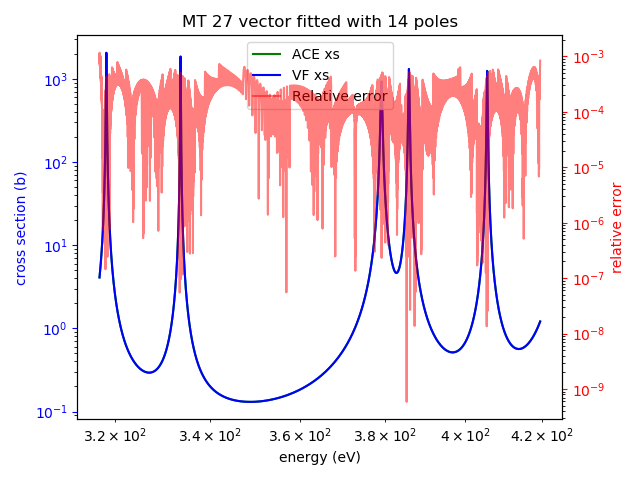 MT 27 vector fitted with 14 poles
ACE xs
VF xs
Relative error
10³
10²
10¹
10⁰
10⁻¹
cross section (b)
10⁻³
10⁻⁴
10⁻⁵
10⁻⁶
10⁻⁷
10⁻⁸
10⁻⁹
relative error
3.2 × 10² 3.4 × 10² 3.6 × 10² 3.8 × 10² 4 × 10² 4.2 × 10²
energy (eV)